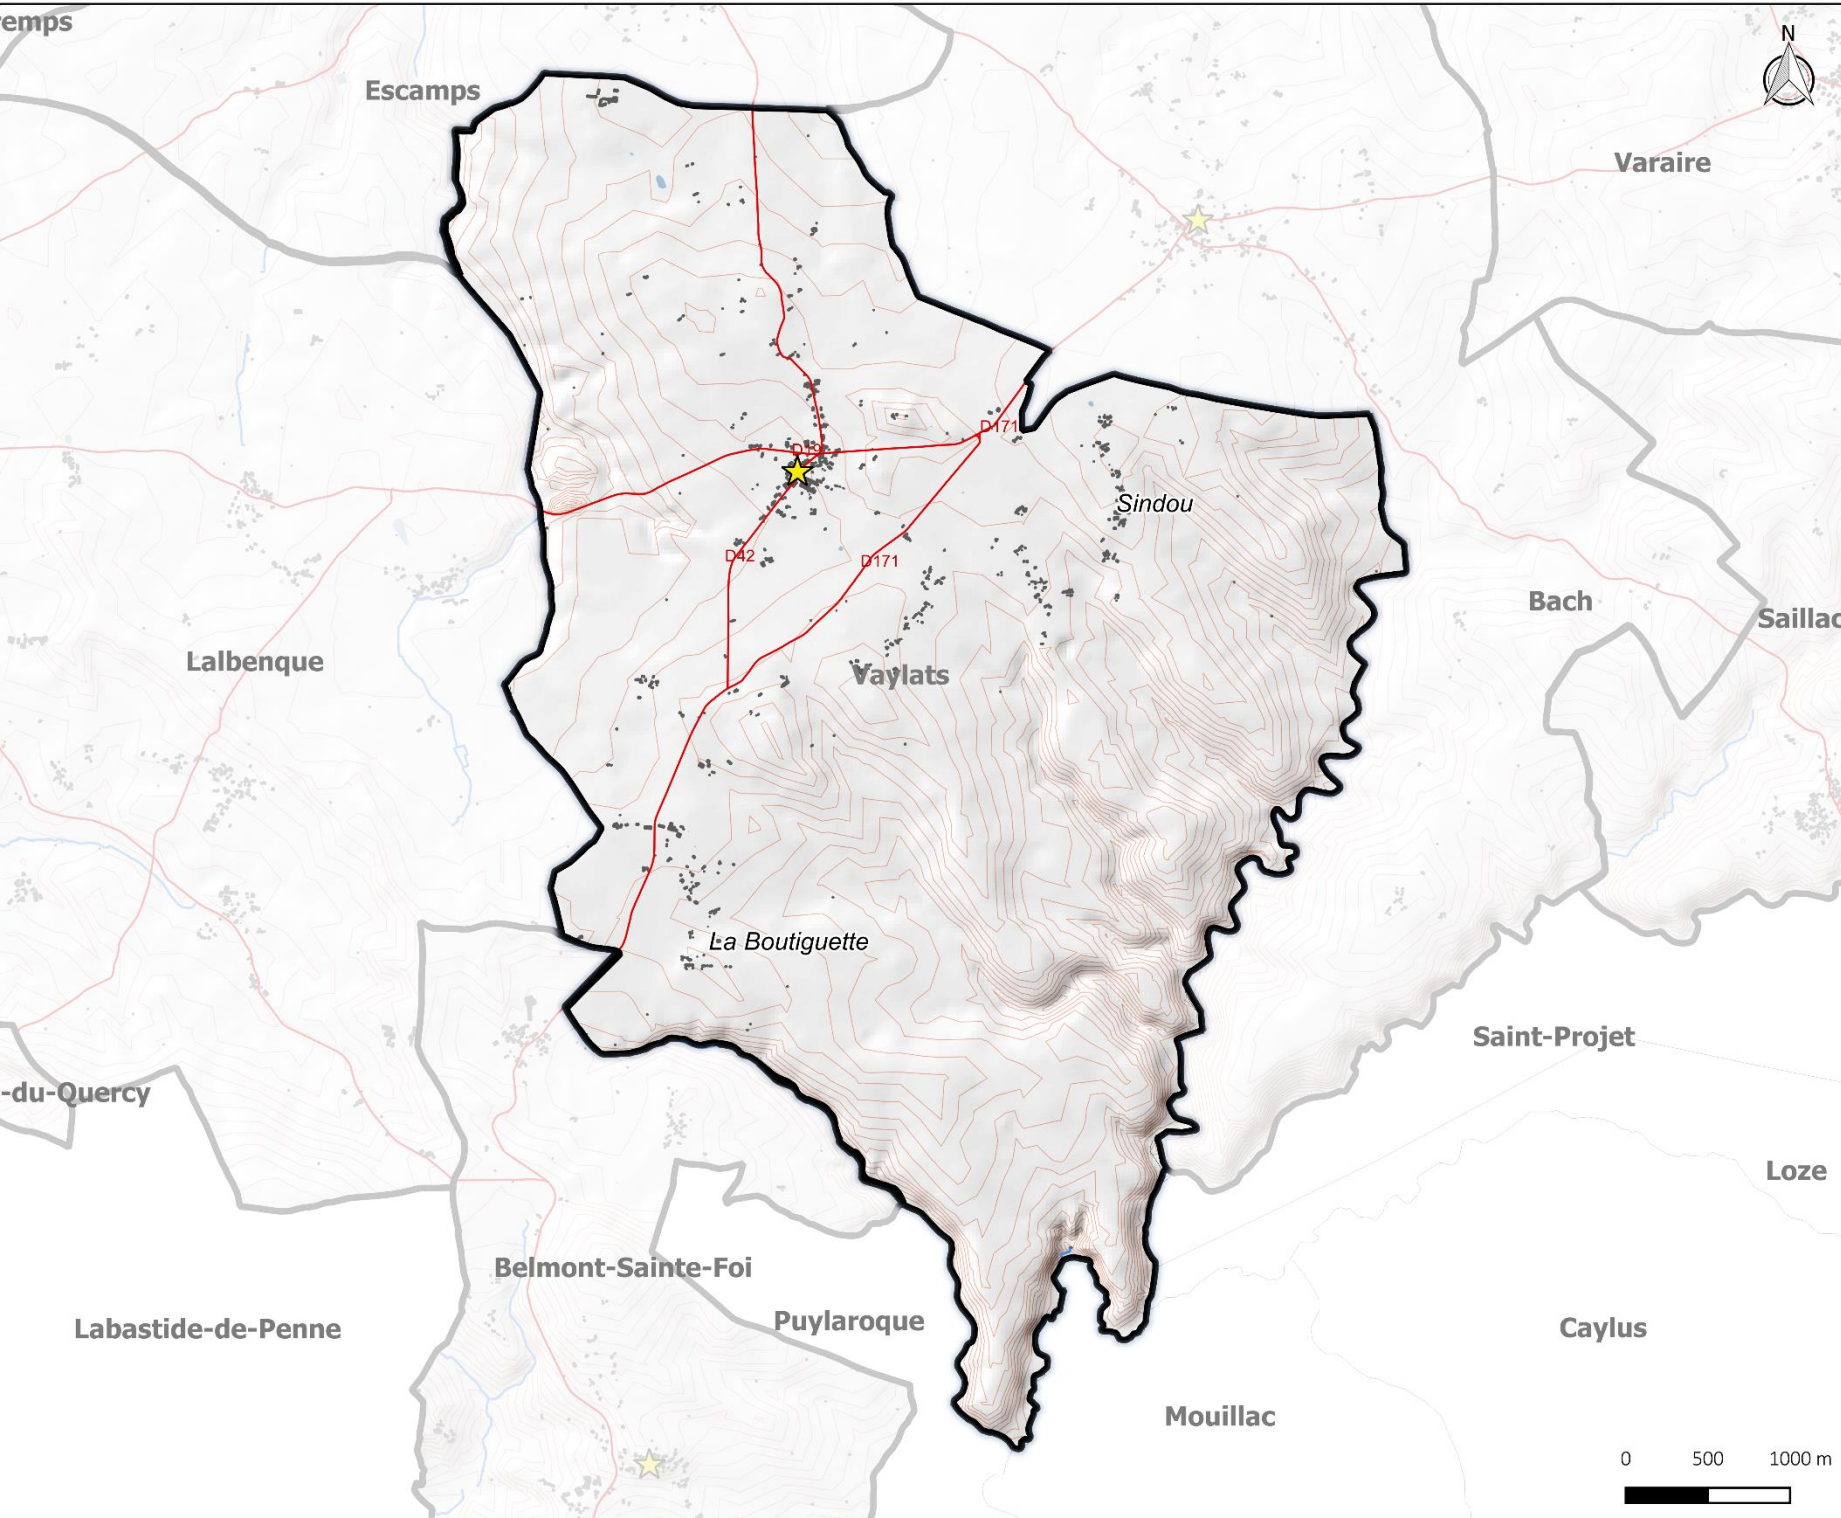 emps
N
Escamps
Varaire
D171
D19
Sindou
D42
D171
Bach
Saillac
Lalbenque
Vaylats
La Boutiguette
Saint-Projet
-du-Quercy
Loze
Belmont-Sainte-Foi
Puylaroque
Labastide-de-Penne
Caylus
Mouillac
0 500 1000 m